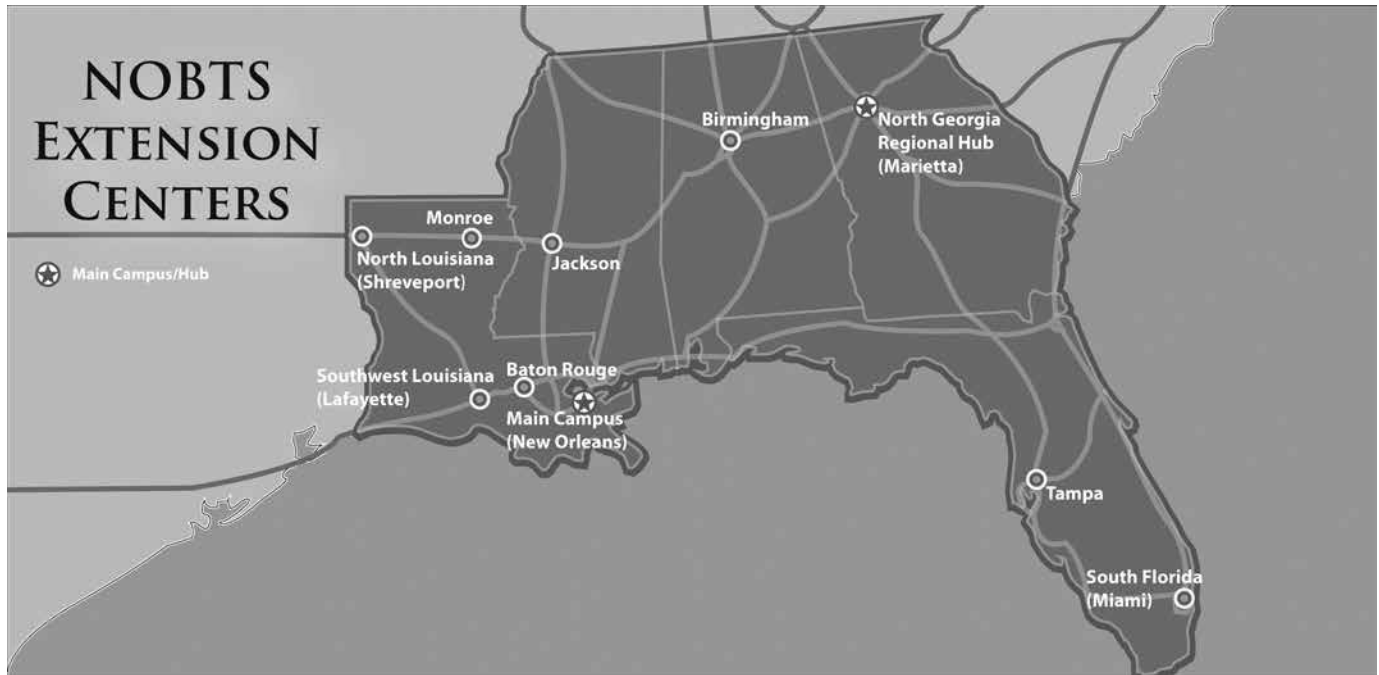 NOBTS
EXTENSION
CENTERS
Main Campus/Hub
Birmingham
North Georgia
Regional Hub
(Marietta)
Monroe
North Louisiana
(Shreveport)
Jackson
Southwest Louisiana
(Lafayette)
Baton Rouge
Main Campus
(New Orleans)
Tampa
South Florida
(Miami)